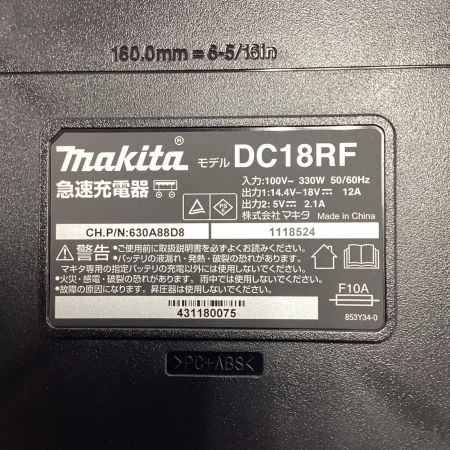 160.0mm = 6-5/16in
makita® モデル DC18RF
急速充電器
PS
E
入力:100V~ 330W 50/60Hz
出力1:14.4V-18V⎓ 12A
出力2:5V⎓ 2.1A
株式会社マキタ Made in China
CH.P/N:630A88D8 1118524
⚠警告 •ご使用前に取扱説明書を必ずよくお読みください。
•バッテリの液漏れ・発熱・破裂の恐れがあります。
マキタ専用の指定バッテリの充電以外には使用しないでください。
•火災・感電・破裂の恐れあり。雨中では使用しないでください。
•故障の原因になります。昇圧器は使用しないでください。
F10A
431180075
853Y34-0
>PC+ABS<